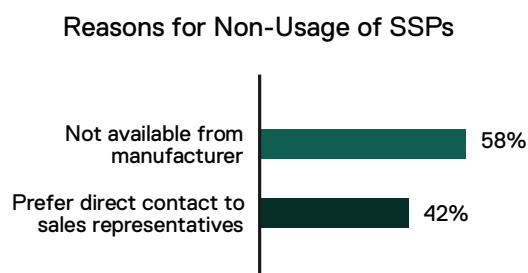 Reasons for Non-Usage of SSPs
Not available from
manufacturer
58%
Prefer direct contact to
sales representatives
42%